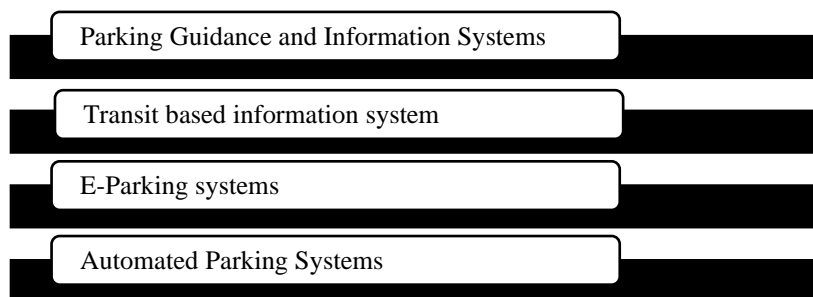 Parking Guidance and Information Systems
Transit based information system
E-Parking systems
Automated Parking Systems